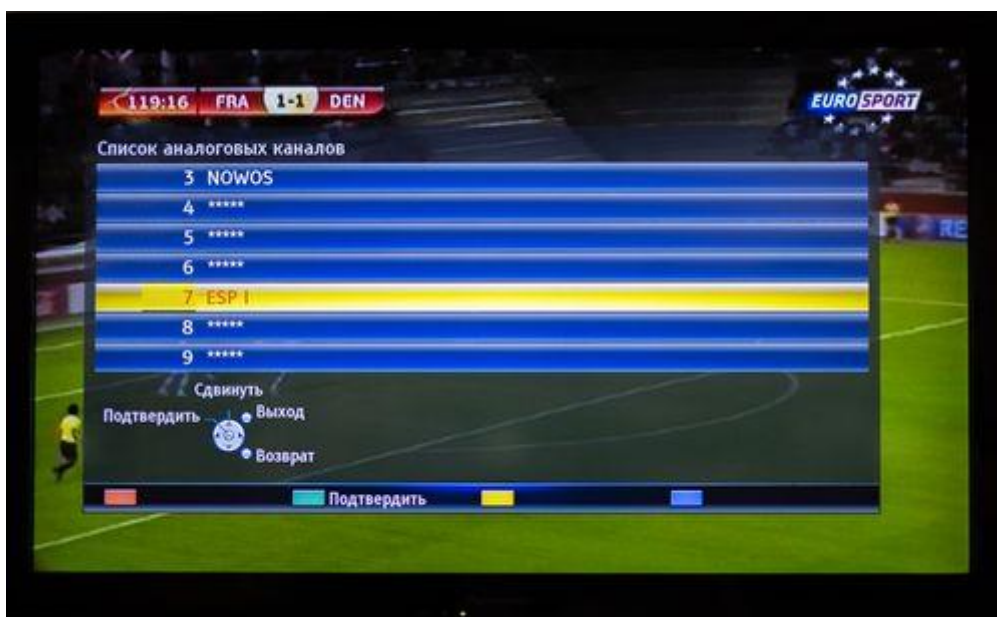 119:16 FRA 1-1 DEN
EUROSPORT
Список аналоговых каналов
3 NOWOS
4 *****
5 *****
6 *****
RE
7 ESP I
8 *****
9 *****
Сдвинуть
Подтвердить
Выход
Возврат
Подтвердить